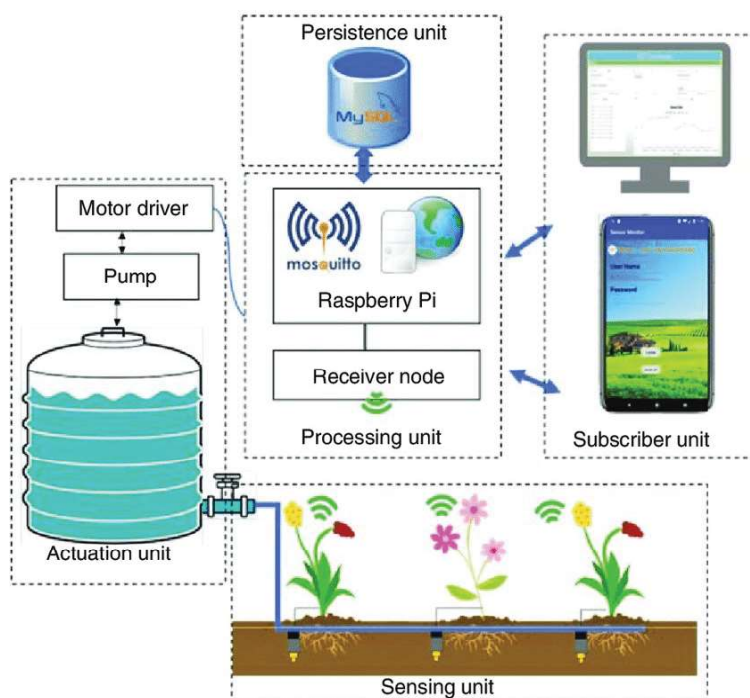 Persistence unit
MySQL
Motor driver
Pump
mosquitto
Raspberry Pi
Receiver node
Processing unit
Sensor Monitor
User Name
Password
Subscriber unit
Actuation unit
Sensing unit